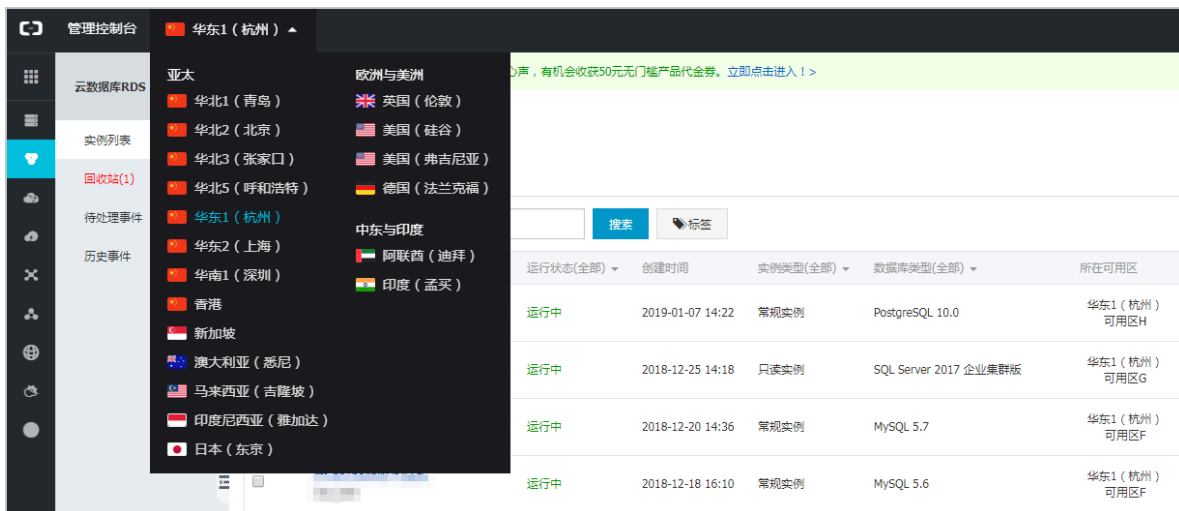 管理控制台
华东1 ( 杭州 )
云数据库RDS
实例列表
回收站(1)
待处理事件
历史事件
亚太
华北1 ( 青岛 )
华北2 ( 北京 )
华北3 ( 张家口 )
华北5 ( 呼和浩特 )
华东1 ( 杭州 )
华东2 ( 上海 )
华南1 ( 深圳 )
香港
新加坡
澳大利亚 ( 悉尼 )
马来西亚 ( 吉隆坡 )
印度尼西亚 ( 雅加达 )
日本 ( 东京 )
欧洲与美洲
英国 ( 伦敦 )
美国 ( 硅谷 )
美国 ( 弗吉尼亚 )
德国 ( 法兰克福 )
中东与印度
阿联酋 ( 迪拜 )
印度 ( 孟买 )
心声，有机会收获50元无门槛产品代金券。立即点击进入！>
搜索
标签
运行状态(全部) 创建时间 实例类型(全部) 数据库类型(全部) 所在可用区
运行中 2019-01-07 14:22 常规实例 PostgreSQL 10.0 华东1 ( 杭州 )
可用区H
运行中 2018-12-25 14:18 只读实例 SQL Server 2017 企业集群版 华东1 ( 杭州 )
可用区G
运行中 2018-12-20 14:36 常规实例 MySQL 5.7 华东1 ( 杭州 )
可用区F
运行中 2018-12-18 16:10 常规实例 MySQL 5.6 华东1 ( 杭州 )
可用区F